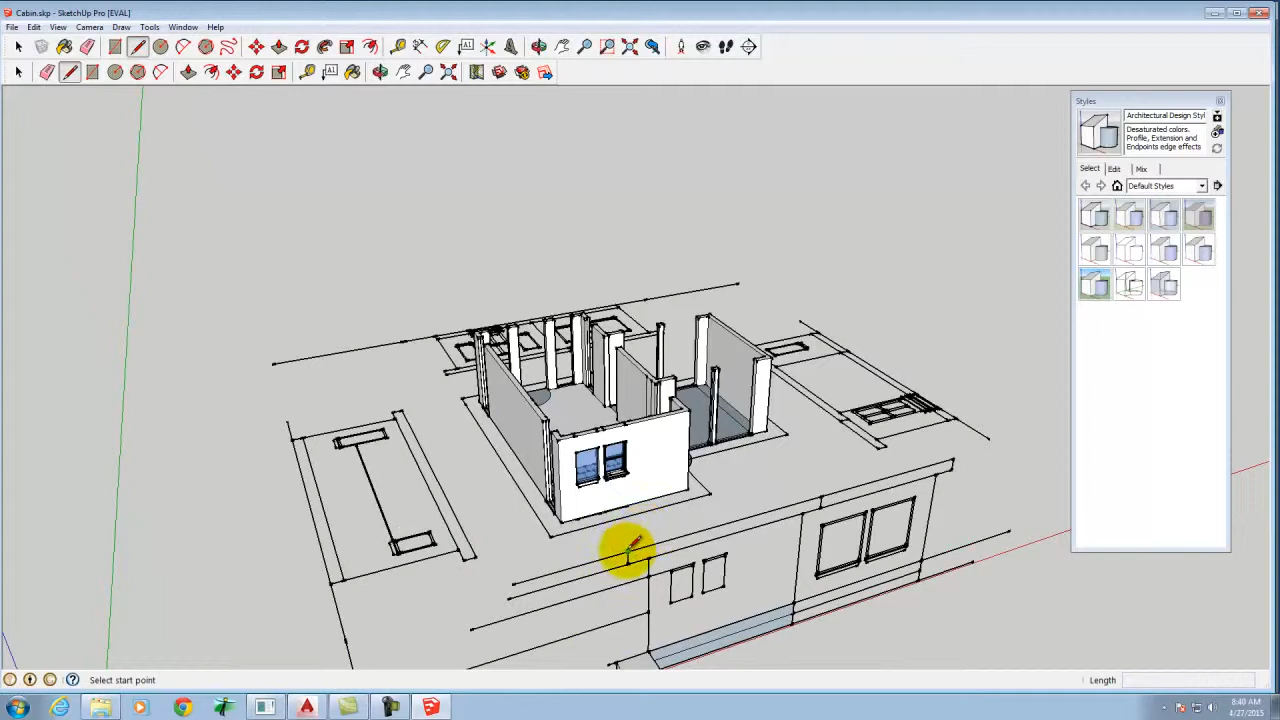 Cabin.skp - SketchUp Pro [EVAL]
File Edit View Camera Draw Tools Window Help
A1
A1
Styles
Architectural Design Styl
Desaturated colors.
Profile, Extension and
Endpoints edge effects
Select Edit Mix
Default Styles
Select start point
Length
8:40 AM
4/27/2015